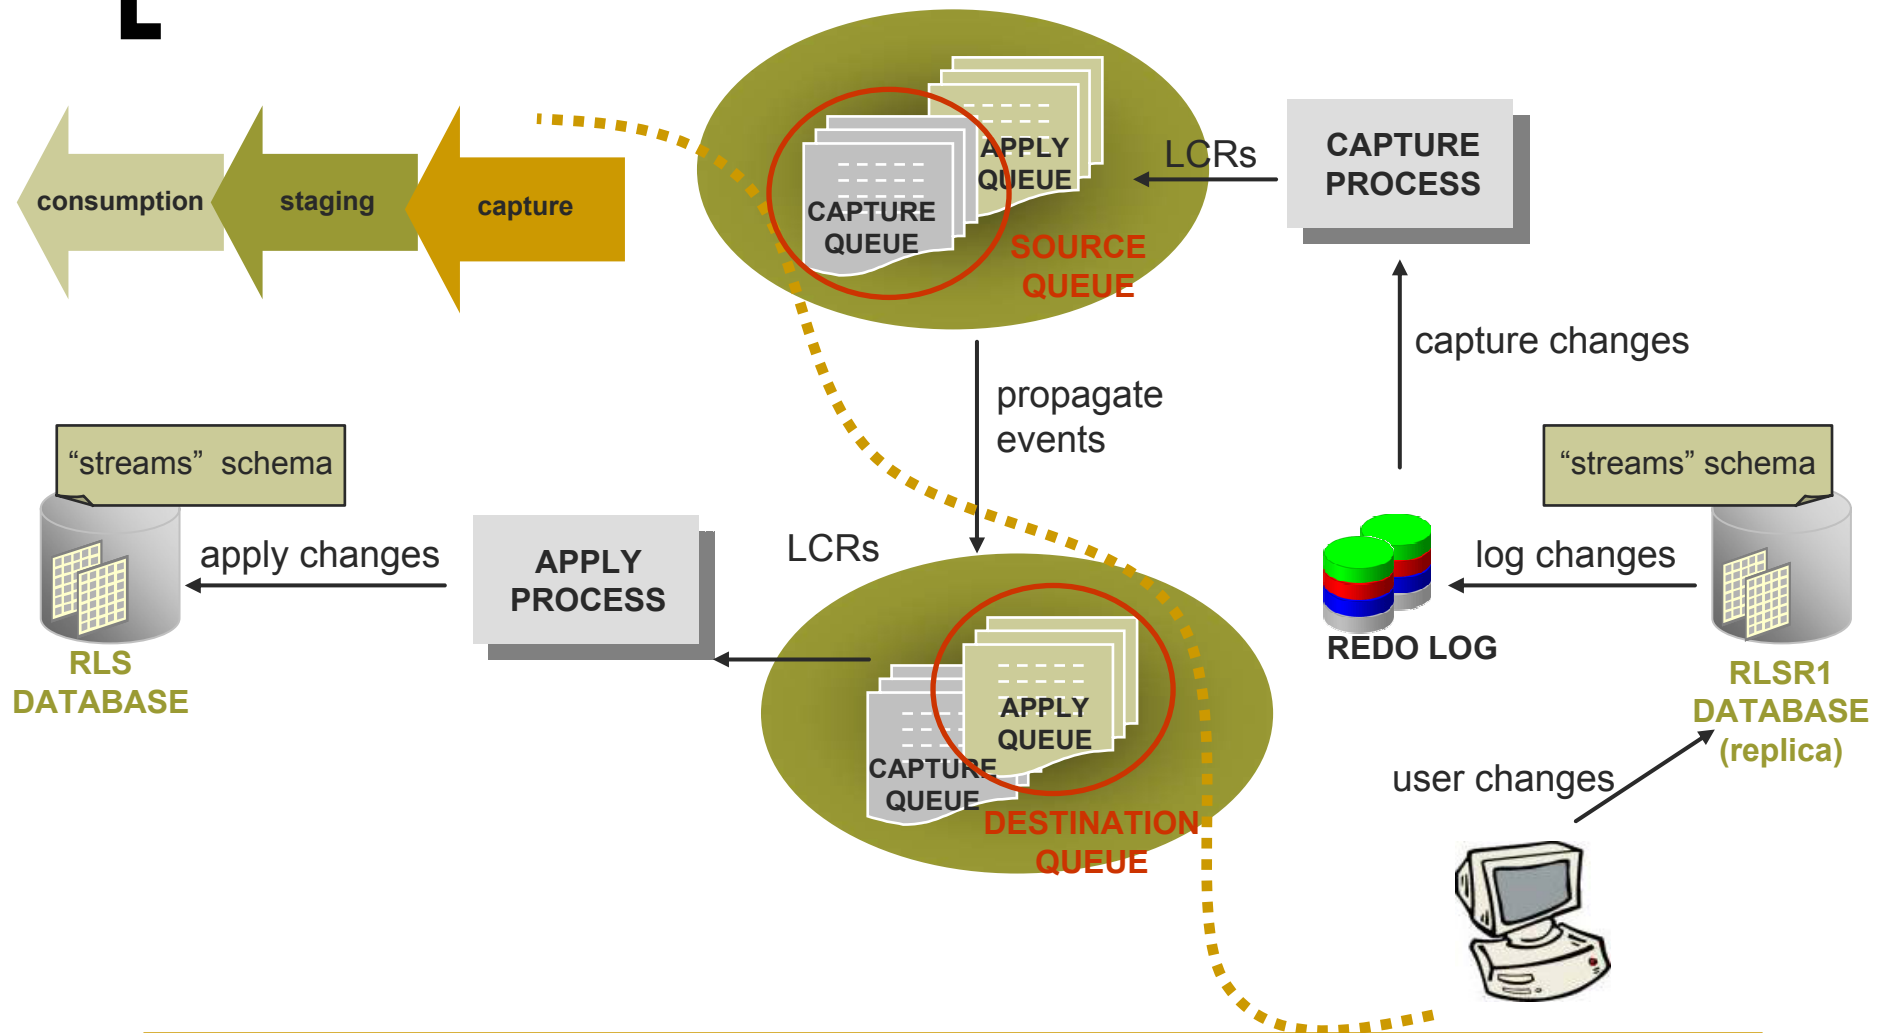 consumption
staging
capture
APPLY
QUEUE
CAPTURE
QUEUE
SOURCE
QUEUE
LCRs
CAPTURE
PROCESS
capture changes
propagate
events
“streams” schema
“streams” schema
apply changes
APPLY
PROCESS
LCRs
log changes
REDO LOG
RLS
DATABASE
RLSR1
DATABASE
(replica)
APPLY
QUEUE
CAPTURE
QUEUE
DESTINATION
QUEUE
user changes